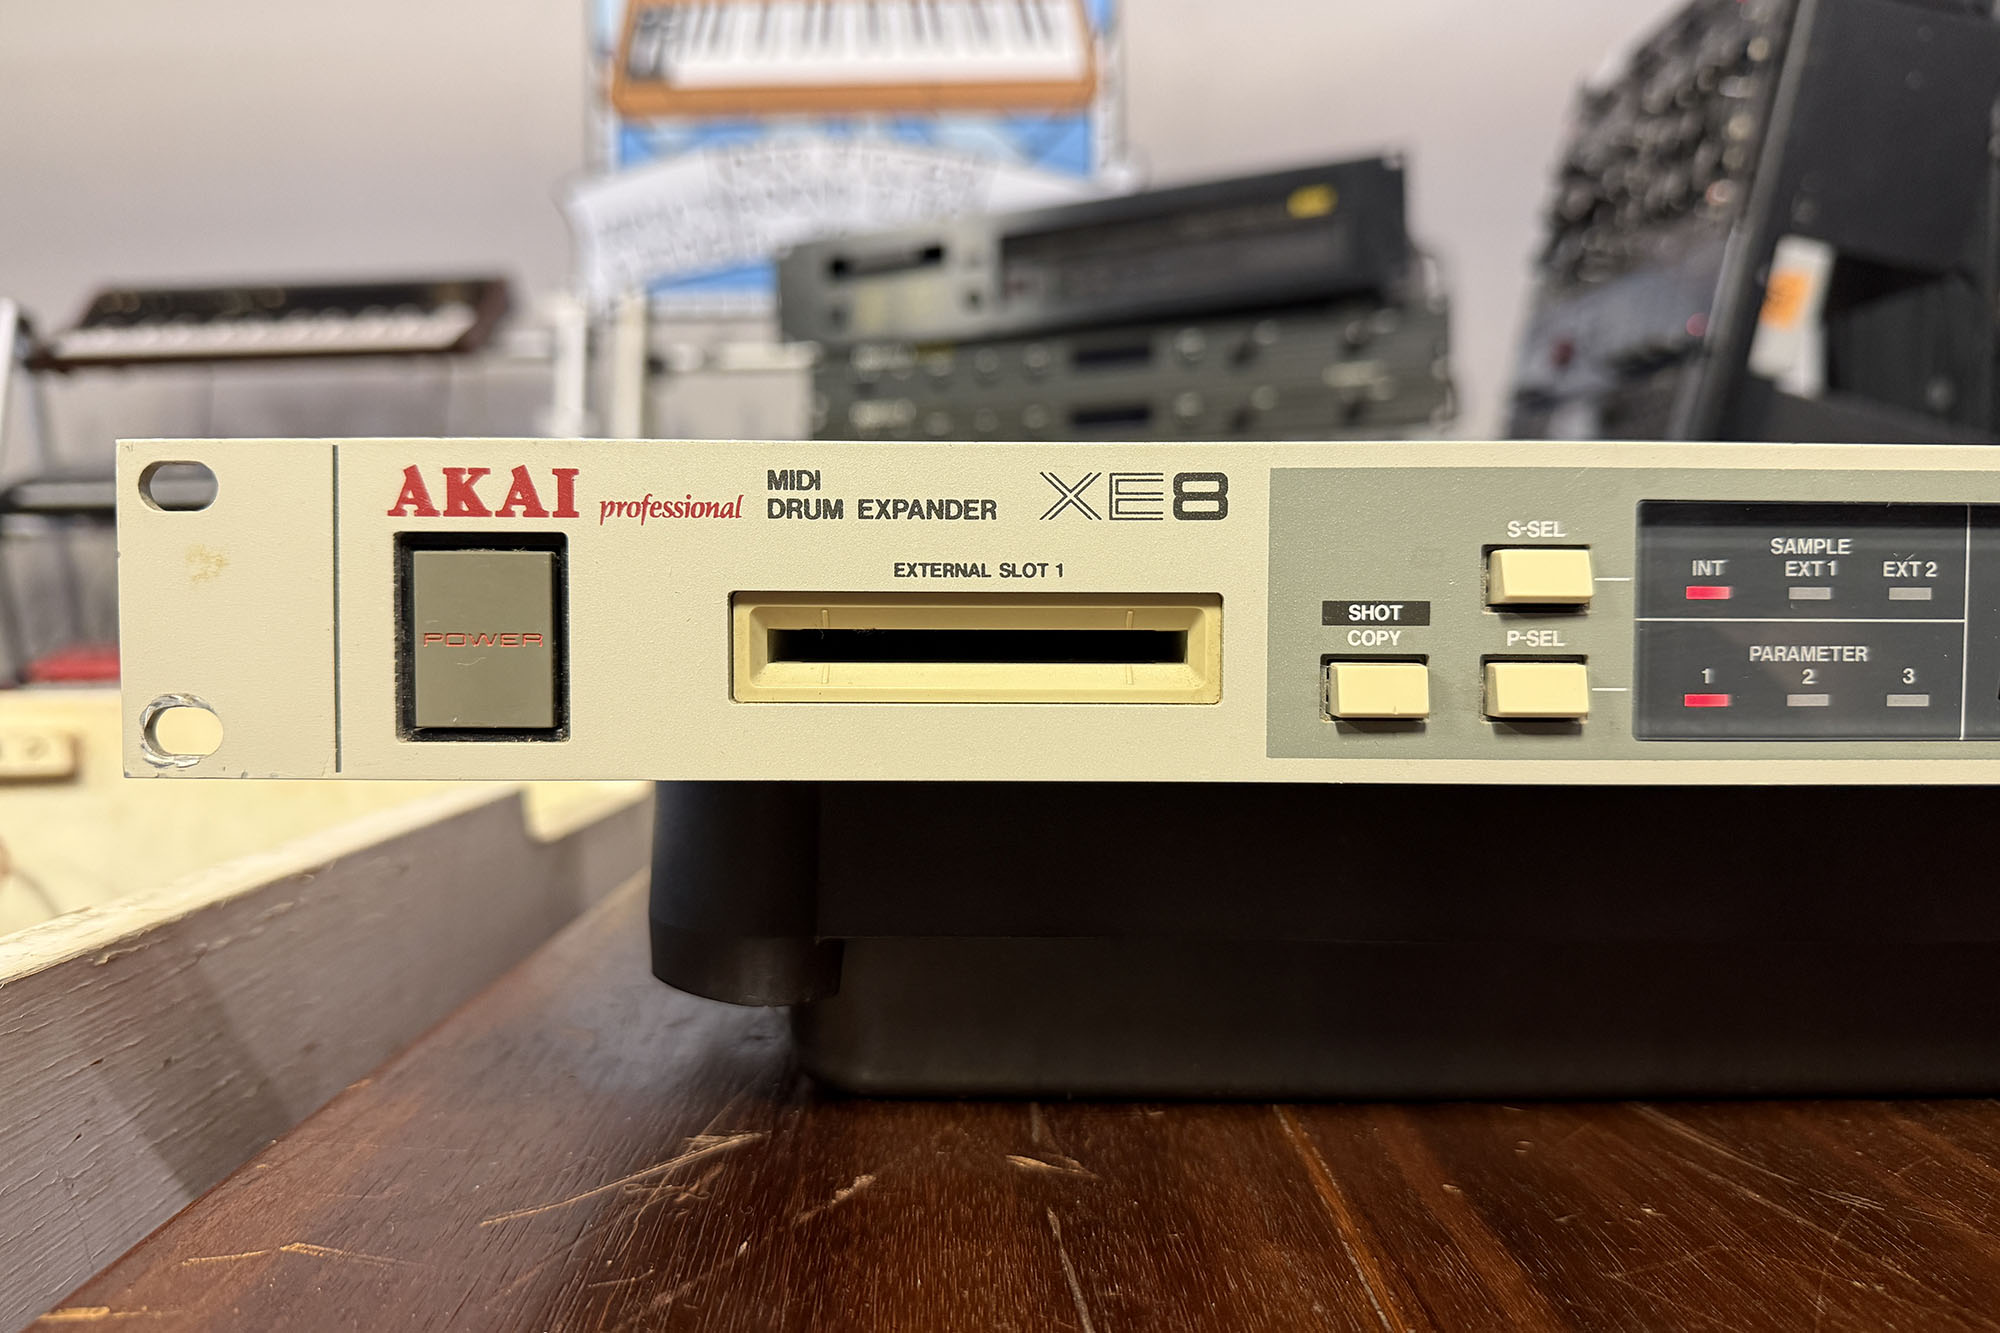 AKAI professional
MIDI
DRUM EXPANDER
XE8
POWER
EXTERNAL SLOT 1
SHOT
COPY
S-SEL
P-SEL
SAMPLE
INT EXT 1 EXT 2
PARAMETER
1 2 3